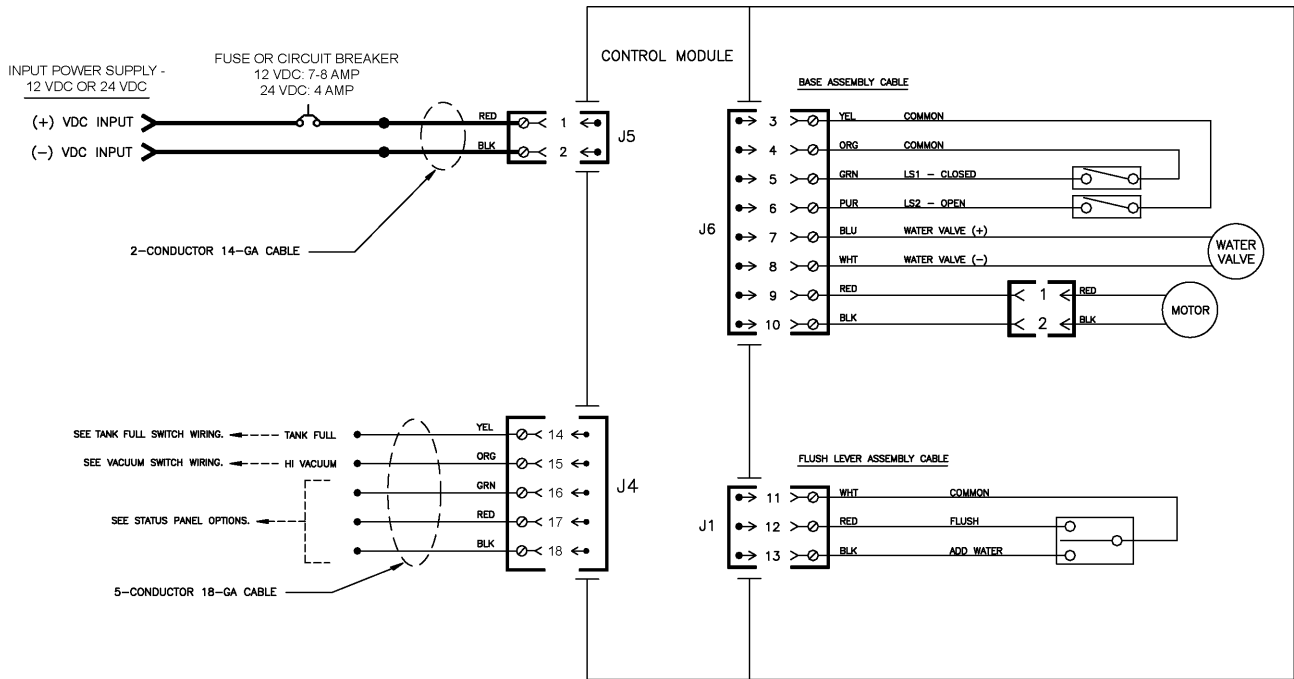 INPUT POWER SUPPLY -
12 VDC OR 24 VDC
FUSE OR CIRCUIT BREAKER
12 VDC: 7-8 AMP
24 VDC: 4 AMP
(+) VDC INPUT
(-) VDC INPUT
RED
BLK
1
2
J5
2-CONDUCTOR 14-GA CABLE
CONTROL MODULE
BASE ASSEMBLY CABLE
3 YEL COMMON
4 ORG COMMON
5 GRN LS1 - CLOSED
6 PUR LS2 - OPEN
J6
7 BLU WATER VALVE (+)
8 WHT WATER VALVE (-)
WATER
VALVE
9 RED 1 RED
10 BLK 2 BLK
MOTOR
SEE TANK FULL SWITCH WIRING. TANK FULL YEL 14
SEE VACUUM SWITCH WIRING. HI VACUUM ORG 15
GRN 16
J4
SEE STATUS PANEL OPTIONS. RED 17
BLK 18
5-CONDUCTOR 18-GA CABLE
FLUSH LEVER ASSEMBLY CABLE
11 WHT COMMON
J1
12 RED FLUSH
13 BLK ADD WATER